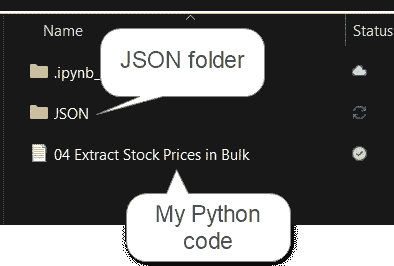 Name Status
.ipynb_
JSON folder
JSON
04 Extract Stock Prices in Bulk
My Python
code